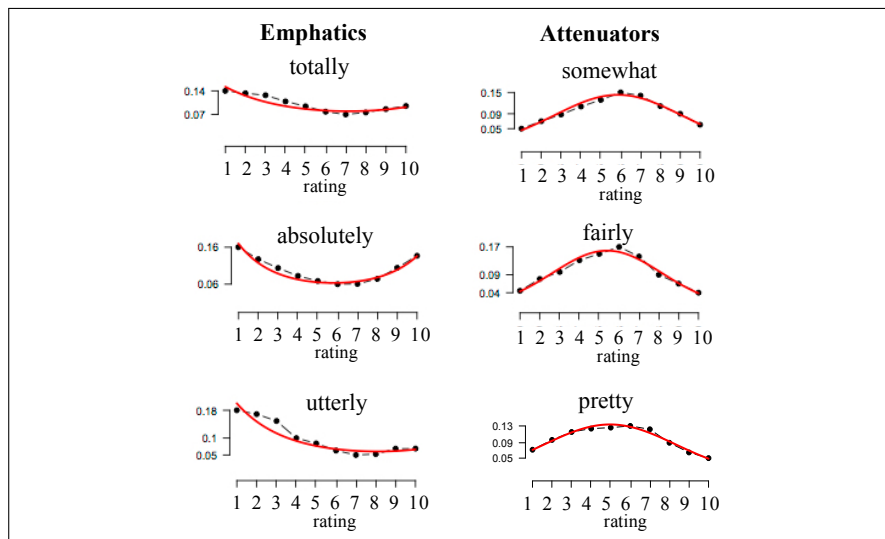 Emphatics Attenuators
totally
0.14
0.07
1 2 3 4 5 6 7 8 9 10
rating
somewhat
0.15
0.09
0.05
1 2 3 4 5 6 7 8 9 10
rating
absolutely
0.16
0.06
1 2 3 4 5 6 7 8 9 10
rating
fairly
0.17
0.09
0.04
1 2 3 4 5 6 7 8 9 10
rating
utterly
0.18
0.1
0.05
1 2 3 4 5 6 7 8 9 10
rating
pretty
0.13
0.09
0.05
1 2 3 4 5 6 7 8 9 10
rating